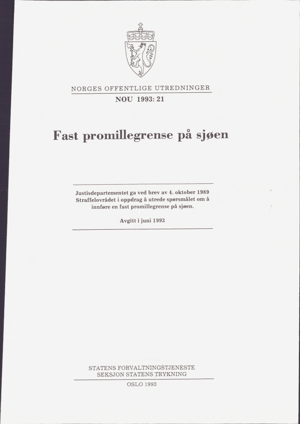 NORGES OFFENTLIGE UTREDNINGER
NOU 1993: 21
Fast promillegrense på sjøen
Justisdepartementet ga ved brev av 4. oktober 1989
Straffelovrådet i oppdrag å utrede spørsmålet om å
innføre en fast promillegrense på sjøen.
Avgitt i juni 1993
STATENS FORVALTNINGSTJENESTE
SEKSJON STATENS TRYKNING
OSLO 1993